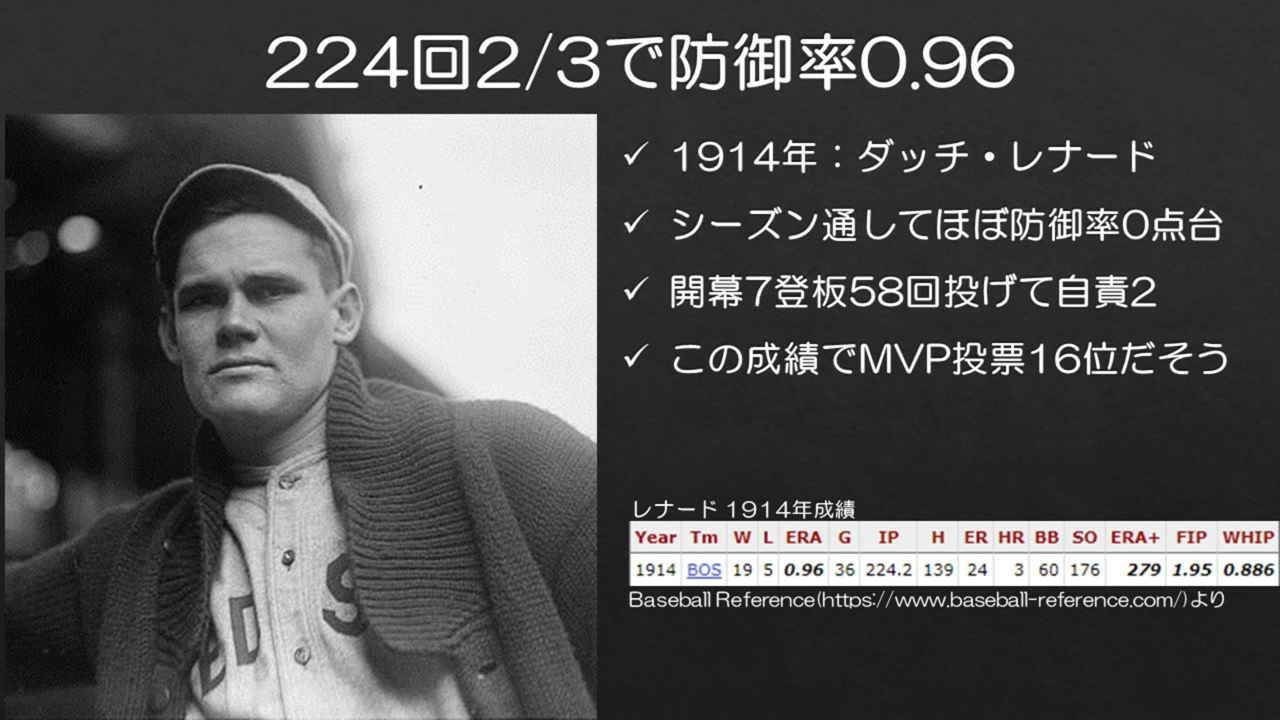 224回2/3で防御率0.96
✓ 1914年：ダッチ・レナード
✓ シーズン通してほぼ防御率0点台
✓ 開幕7登板58回投げて自責2
✓ この成績でMVP投票16位だそう
レナード 1914年成績
Year Tm W L ERA G IP H ER HR BB SO ERA+ FIP WHIP
1914 BOS 19 5 0.96 36 224.2 139 24 3 60 176 279 1.95 0.886
Baseball Reference(https://www.baseball-reference.com/)より
ED S